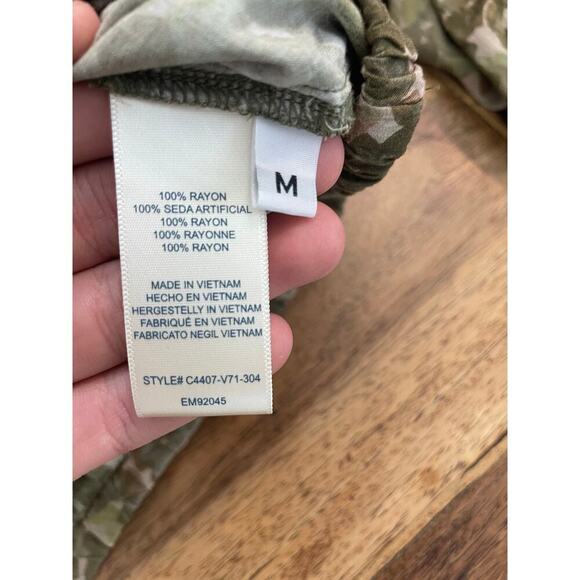 M
100% RAYON
100% SEDA ARTIFICIAL
100% RAYON
100% RAYONNE
100% RAYON
MADE IN VIETNAM
HECHO EN VIETNAM
HERGESTELLY IN VIETNAM
FABRIQUÉ EN VIETNAM
FABRICATO NEGIL VIETNAM
STYLE# C4407-V71-304
EM92045